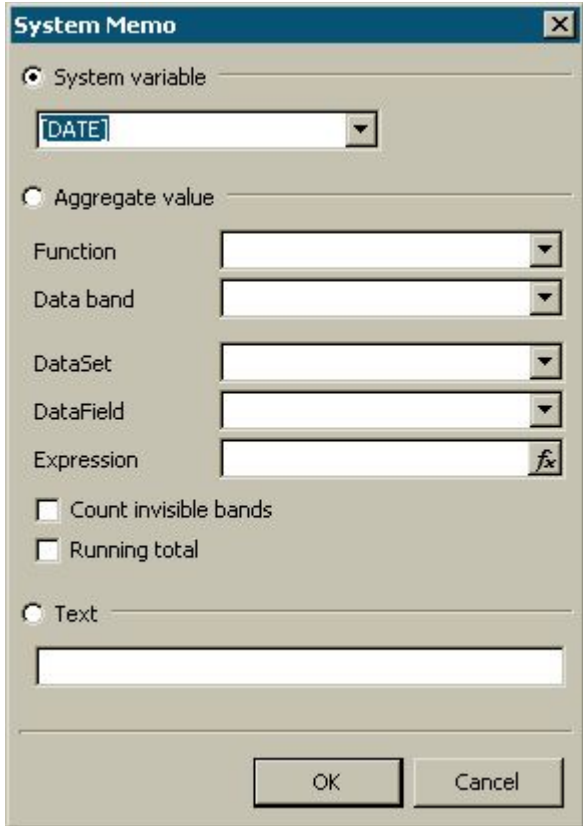 System Memo
System variable
[DATE]
Aggregate value
Function
Data band
DataSet
DataField
Expression fx
Count invisible bands
Running total
Text
OK Cancel